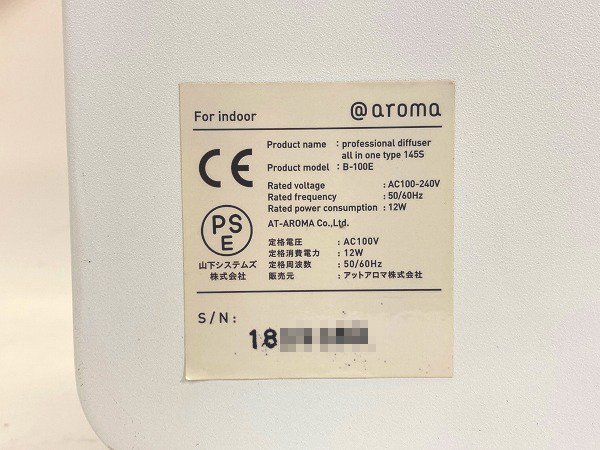 For indoor
@aroma
CE
Product name : professional diffuser
all in one type 145S
Product model : B-100E
Rated voltage : AC100-240V
Rated frequency : 50/60Hz
Rated power consumption : 12W
AT-AROMA Co.,Ltd.
PS
E
山下システムズ
株式会社
定格電圧 : AC100V
定格消費電力 : 12W
定格周波数 : 50/60Hz
販売元 : アットアロマ株式会社
S/N:
18